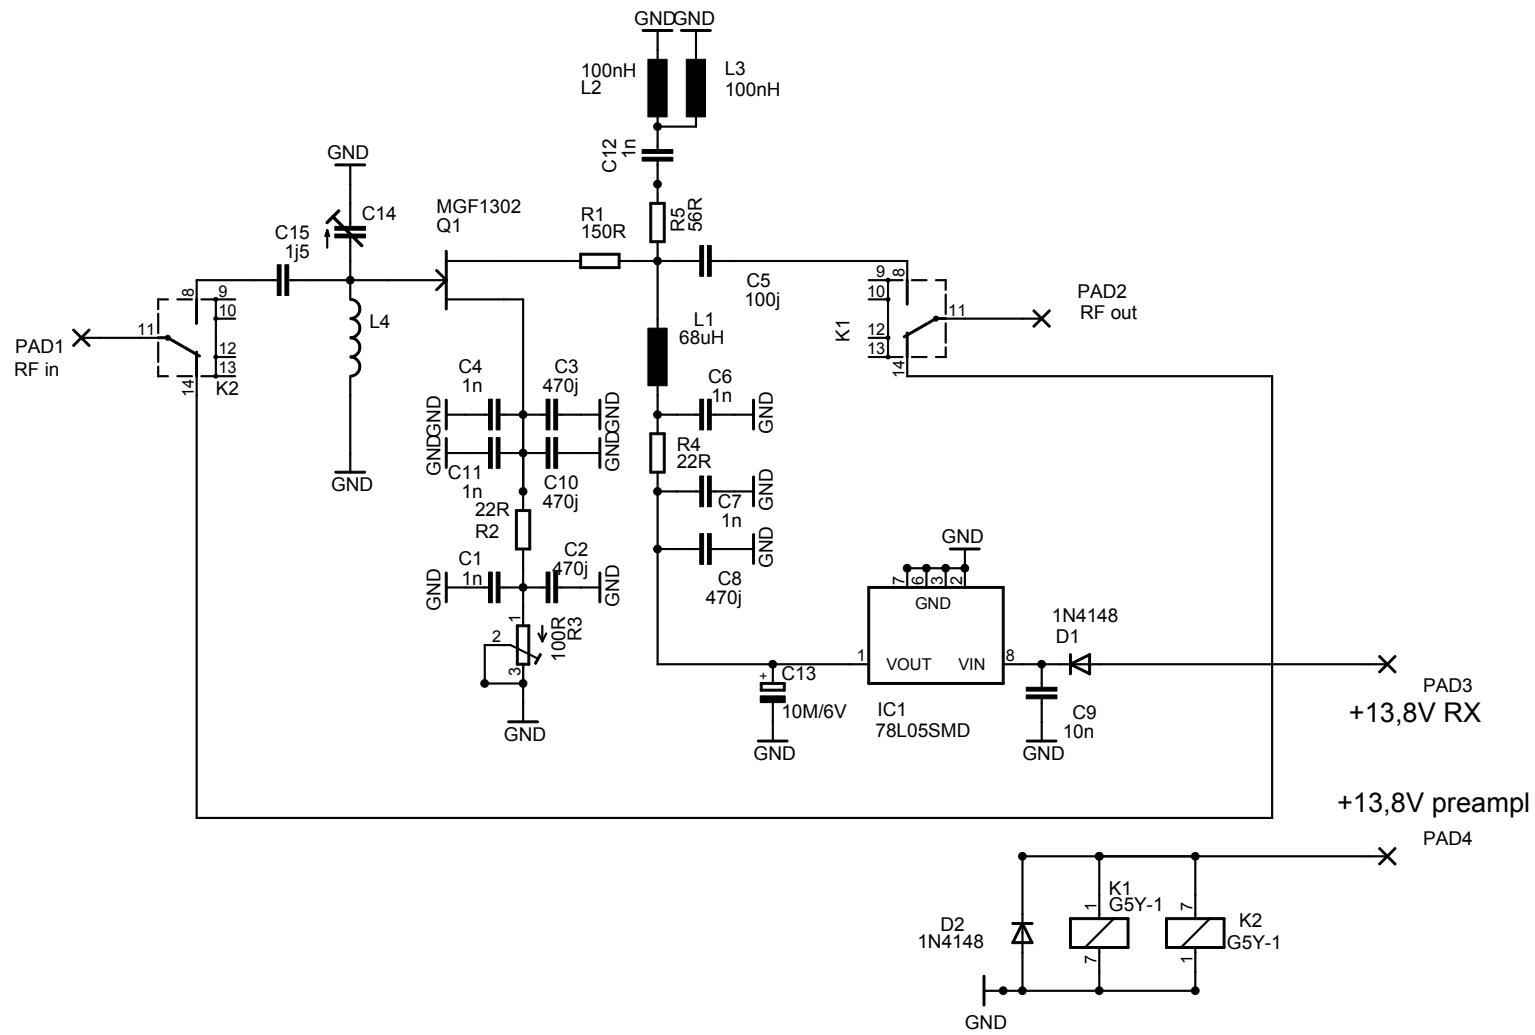 GND
GND
100nH
L2
L3
100nH
C12
1n
GND
C14
C15
1j5
MGF1302
Q1
R1
150R
R5
56R
C5
100j
8
9
10
11
12
13
14
K2
PAD1
RF in
L4
GND
L1
68uH
9
8
10
12
13
14
11
K1
PAD2
RF out
C4
1n
C3
470j
GND
GND
C6
1n
GND
GND
C11
1n
C10
470j
GND
R4
22R
22R
R2
C7
1n
GND
C1
1n
C2
470j
GND
GND
C8
470j
GND
1
2
3
100R
R3
GND
GND
7
6
3
2
GND
1
VOUT
VIN
8
IC1
78L05SMD
+
C13
10M/6V
GND
1N4148
D1
C9
10n
GND
PAD3
+13,8V RX
+13,8V preampl
PAD4
D2
1N4148
K1
G5Y-1
1
7
K2
G5Y-1
7
1
GND